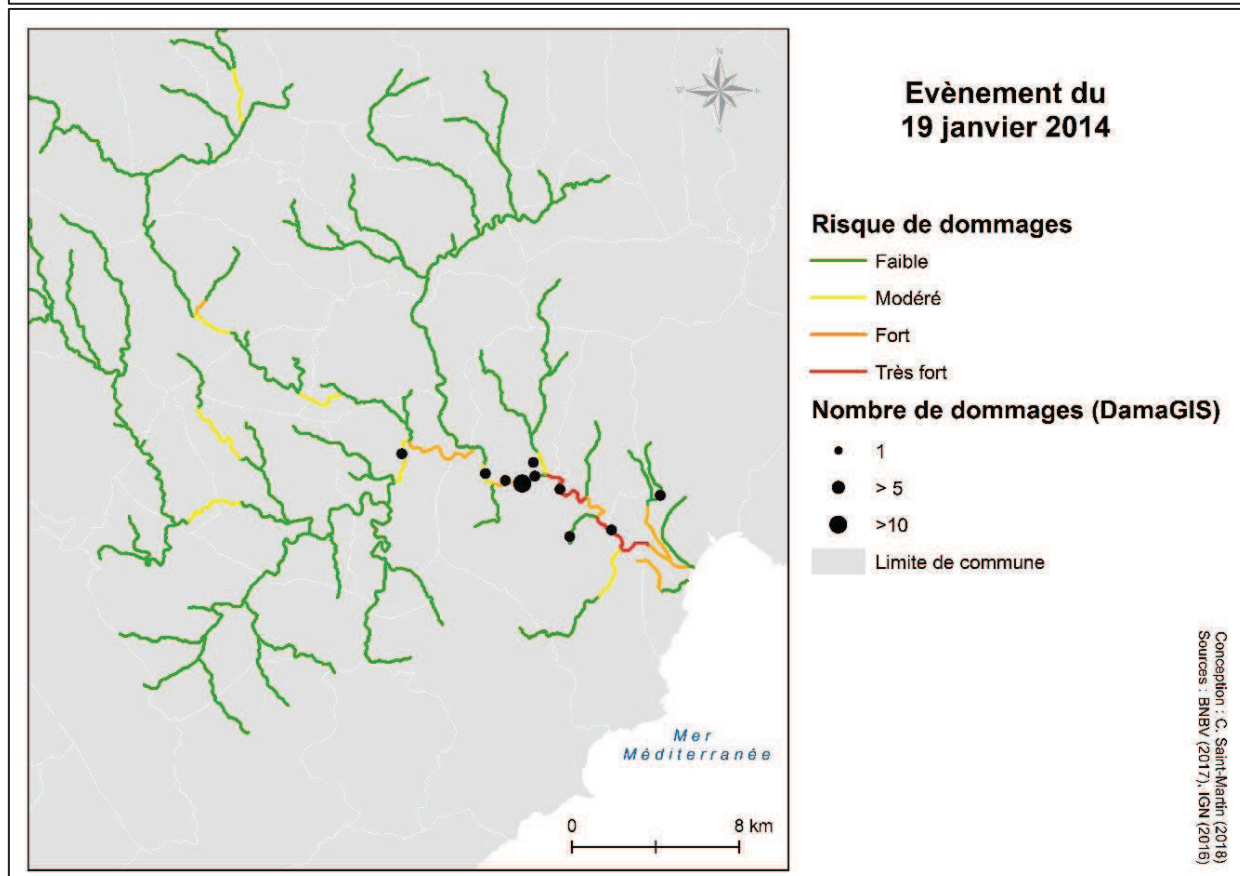 N
W
E
S
Evènement du
19 janvier 2014
Risque de dommages
Faible
Modéré
Fort
Très fort
Nombre de dommages (DamaGIS)
1
> 5
>10
Limite de commune
Mer
Méditerranée
0
8 km
Conception : C. Saint-Martin (2018)
Sources : BNBV (2017), IGN (2016)